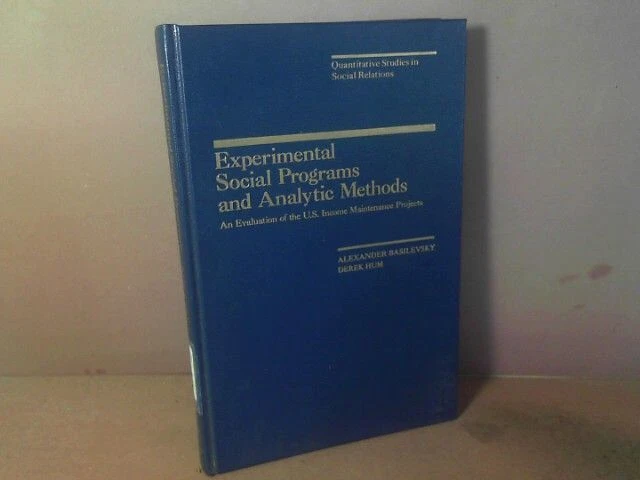 Quantitative Studies in
Social Relations
Experimental
Social Programs
and Analytic Methods
An Evaluation of the U.S. Income Maintenance Projects
ALEXANDER BASILEVSKY
DEREK HUM